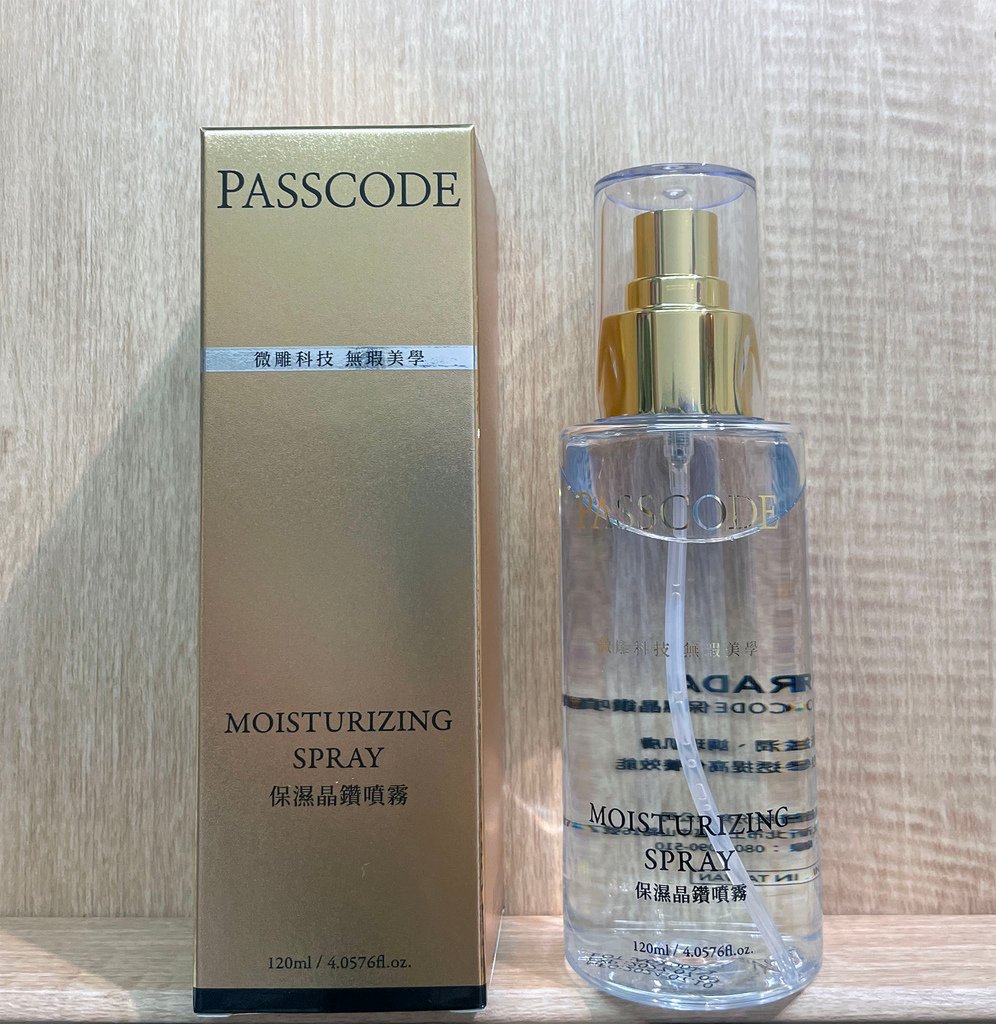 PASSCODE
微雕科技 無瑕美學
MOISTURIZING
SPRAY
保濕晶鑽噴霧
120ml / 4.0576fl.oz.
PASSCODE
微雕科技 無瑕美學
MOISTURIZING
SPRAY
保濕晶鑽噴霧
120ml / 4.0576fl.oz.